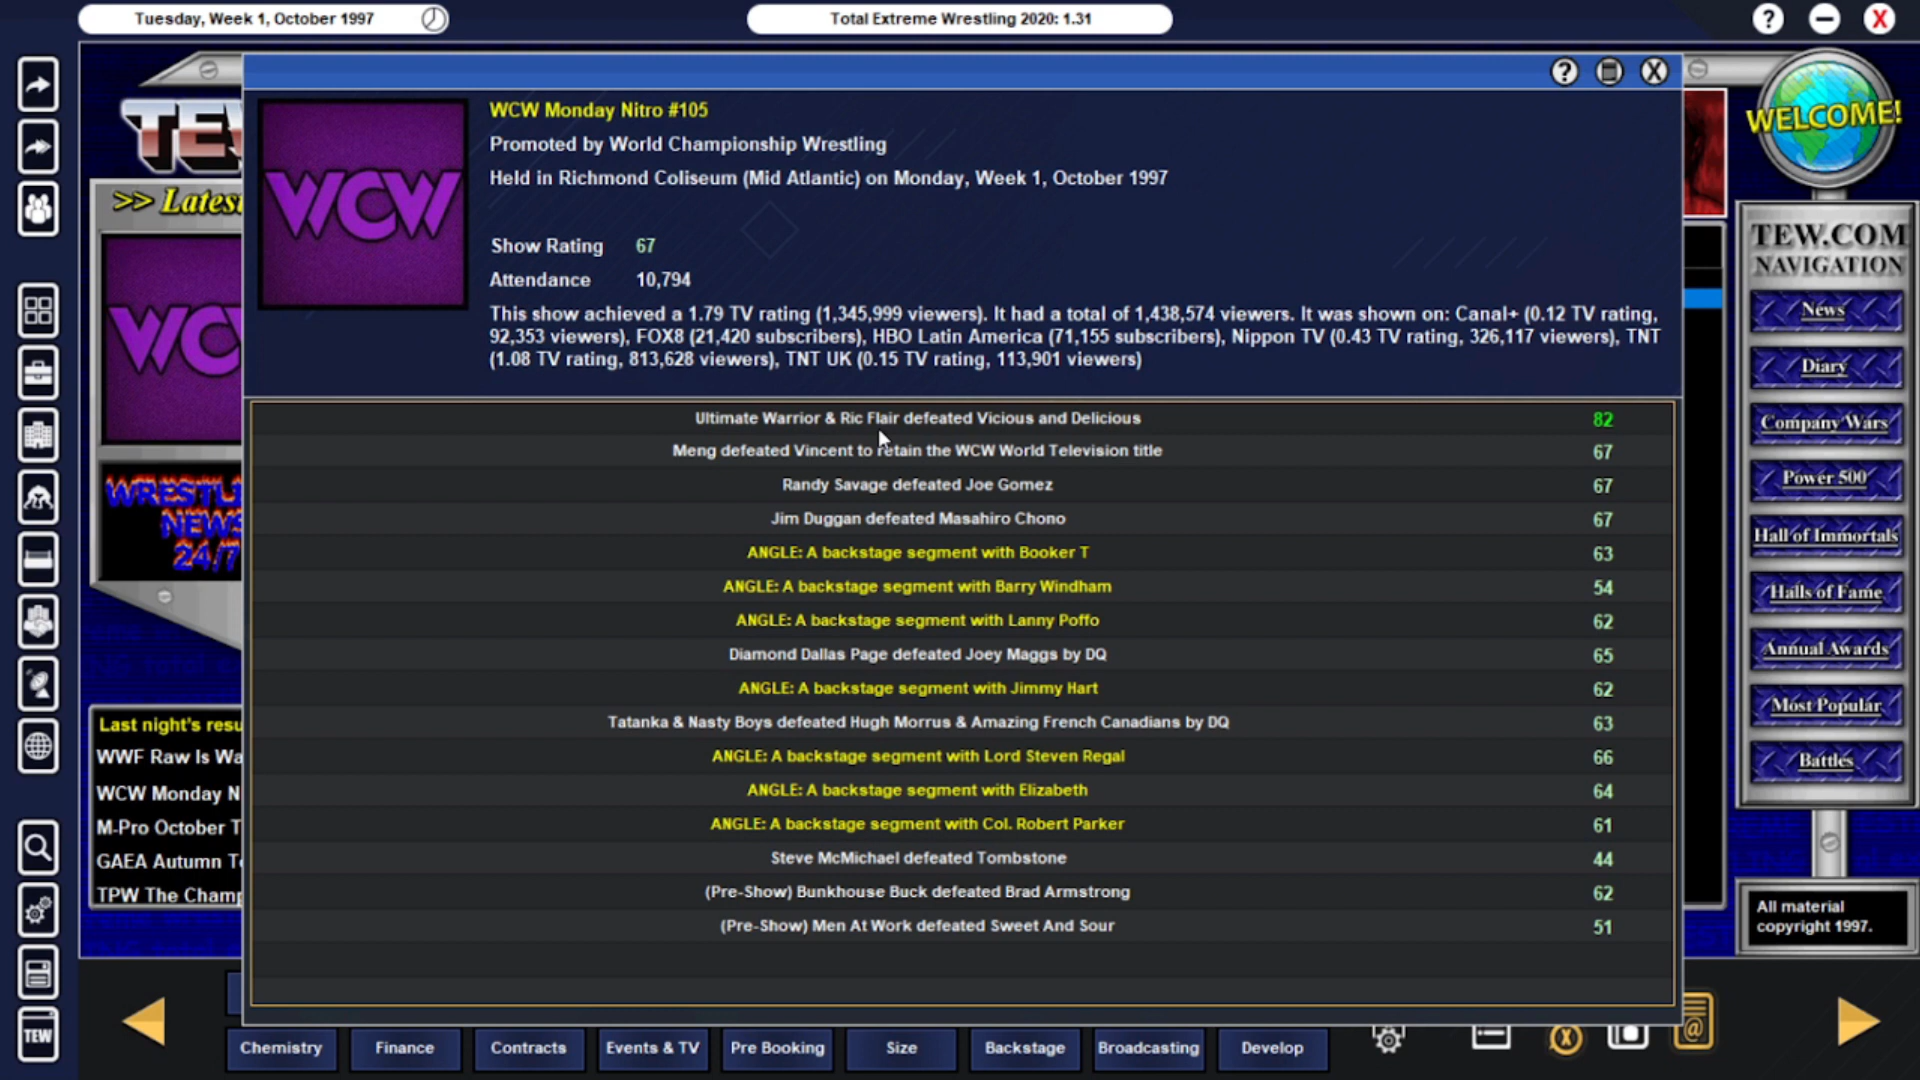 Tuesday, Week 1, October 1997
Total Extreme Wrestling 2020: 1.31
?
X
? X
WELCOME!
TE
>> Latest
WCW
WCW
WCW Monday Nitro #105
Promoted by World Championship Wrestling
Held in Richmond Coliseum (Mid Atlantic) on Monday, Week 1, October 1997
Show Rating 67
Attendance 10,794
This show achieved a 1.79 TV rating (1,345,999 viewers). It had a total of 1,438,574 viewers. It was shown on: Canal+ (0.12 TV rating,
92,353 viewers), FOX8 (21,420 subscribers), HBO Latin America (71,155 subscribers), Nippon TV (0.43 TV rating, 326,117 viewers), TNT
(1.08 TV rating, 813,628 viewers), TNT UK (0.15 TV rating, 113,901 viewers)
Ultimate Warrior & Ric Flair defeated Vicious and Delicious 82
Meng defeated Vincent to retain the WCW World Television title 67
Randy Savage defeated Joe Gomez 67
Jim Duggan defeated Masahiro Chono 67
ANGLE: A backstage segment with Booker T 63
ANGLE: A backstage segment with Barry Windham 54
ANGLE: A backstage segment with Lanny Poffo 62
Diamond Dallas Page defeated Joey Maggs by DQ 65
ANGLE: A backstage segment with Jimmy Hart 62
Tatanka & Nasty Boys defeated Hugh Morrus & Amazing French Canadians by DQ 63
ANGLE: A backstage segment with Lord Steven Regal 66
ANGLE: A backstage segment with Elizabeth 64
ANGLE: A backstage segment with Col. Robert Parker 61
Steve McMichael defeated Tombstone 44
(Pre-Show) Bunkhouse Buck defeated Brad Armstrong 62
(Pre-Show) Men At Work defeated Sweet And Sour 51
WRESTL
NEWS
24/7
Last night's resu
WWF Raw Is Wa
WCW Monday N
M-Pro October T
GAEA Autumn T
TPW The Champ
TEW.COM
NAVIGATION
News
Diary
Company Wars
Power 500
Hall of Immortals
Halls of Fame
Annual Awards
Most Popular
Battles
All material
copyright 1997.
TEW
Chemistry
Finance
Contracts
Events & TV
Pre Booking
Size
Backstage
Broadcasting
Develop